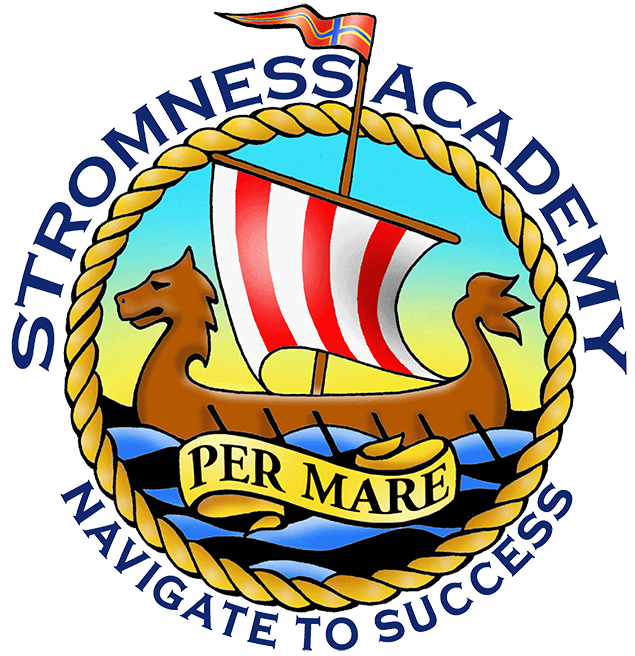 STROMNESS ACADEMY
PER MARE
NAVIGATE TO SUCCESS